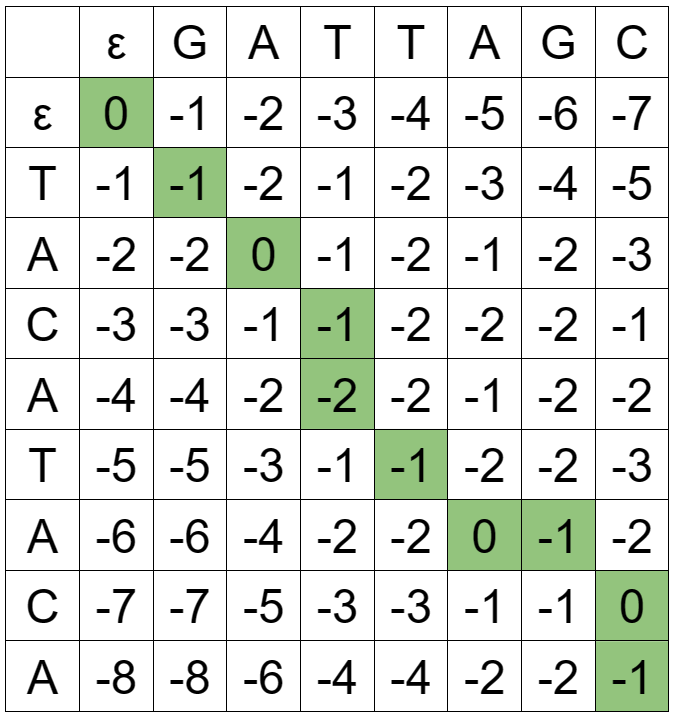 ε G A T T A G C
ε 0 -1 -2 -3 -4 -5 -6 -7
T -1 -1 -2 -1 -2 -3 -4 -5
A -2 -2 0 -1 -2 -1 -2 -3
C -3 -3 -1 -1 -2 -2 -2 -1
A -4 -4 -2 -2 -2 -1 -2 -2
T -5 -5 -3 -1 -1 -2 -2 -3
A -6 -6 -4 -2 -2 0 -1 -2
C -7 -7 -5 -3 -3 -1 -1 0
A -8 -8 -6 -4 -4 -2 -2 -1